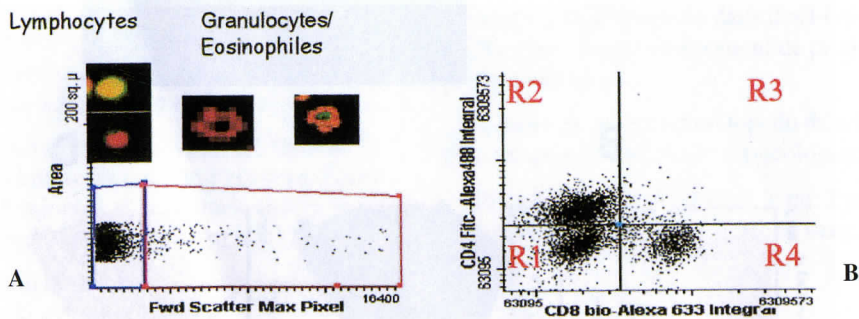 Lymphocytes
Granulocytes/
Eosinophiles
200 sq. µ
Area
A
Fwd Scatter Max Pixel
10400
6309573
R2
R3
CD4 Fitc-Alexa488 Integral
R1
R4
63095
B
63095
6309573
CD8 bio-Alexa 633 Integral